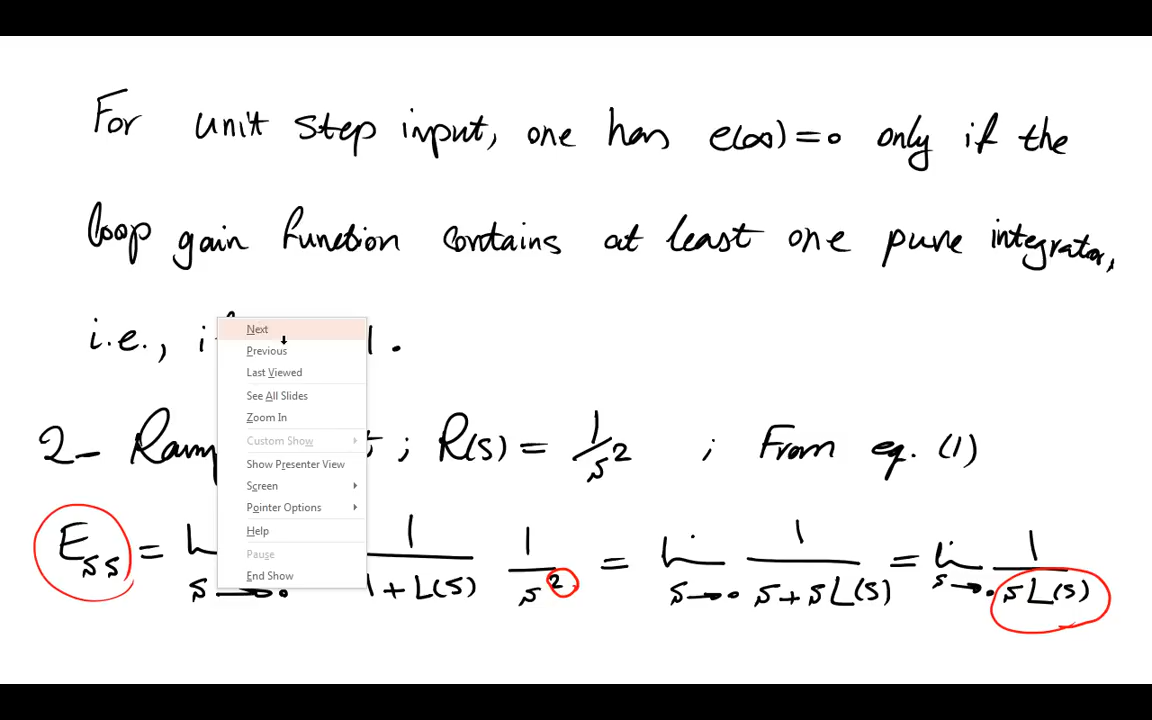 For unit step input, one has e(∞)=0 only if the
loop gain function contains at least one pure integrator,
i.e., i 1.
2- Ram t ; R(s) = 1/s² ; From eq. (1)
Ess = s→0 1/1+L(s) 1/s² = lim s→0 1/s+sL(s) = lim s→0 1/sL(s)
Next
Previous
Last Viewed
See All Slides
Zoom In
Custom Show
Show Presenter View
Screen
Pointer Options
Help
Pause
End Show